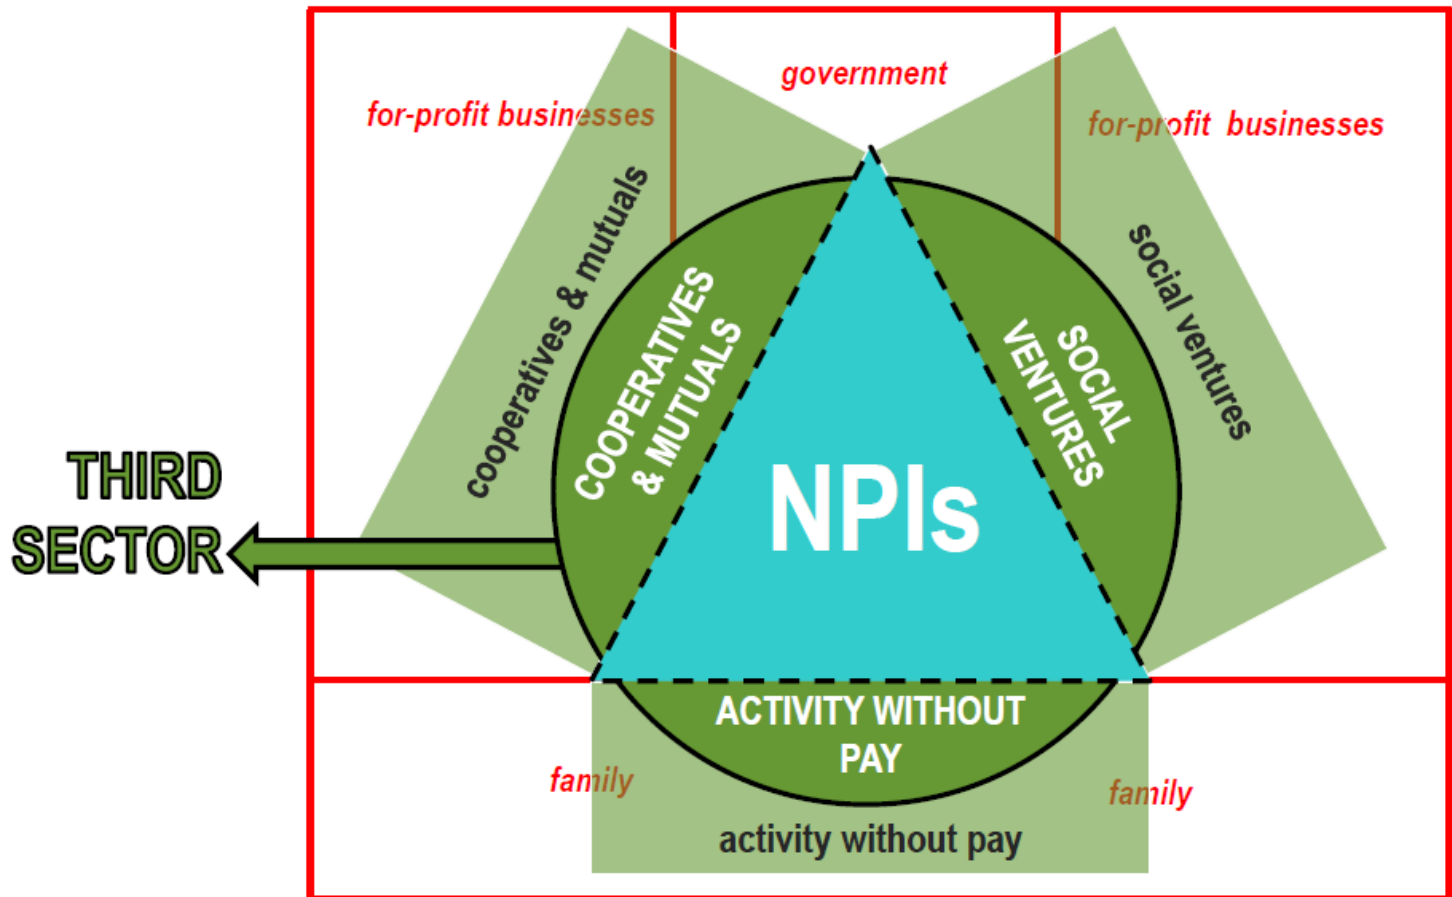 government
for-profit businesses
for-profit businesses
cooperatives & mutuals
social ventures
COOPERATIVES
& MUTUALS
SOCIAL
VENTURES
THIRD
SECTOR
NPIs
ACTIVITY WITHOUT
PAY
family
family
activity without pay